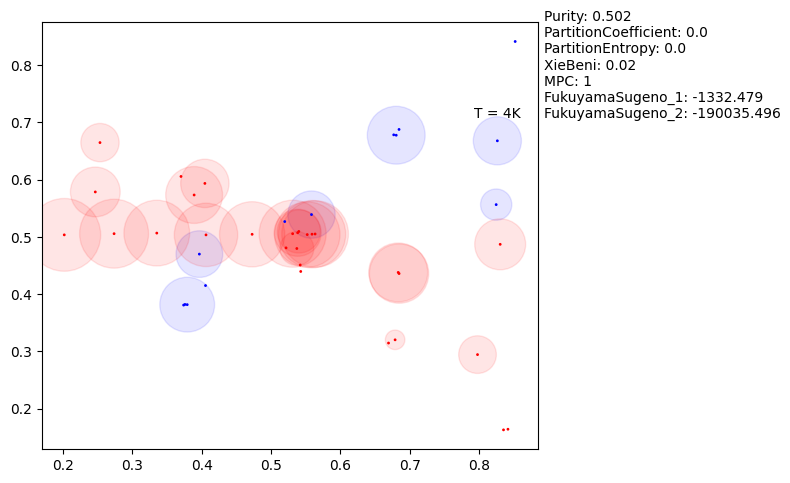 Purity: 0.502
PartitionCoefficient: 0.0
PartitionEntropy: 0.0
XieBeni: 0.02
MPC: 1
FukuyamaSugeno_1: -1332.479
FukuyamaSugeno_2: -190035.496
T = 4K
0.8
0.7
0.6
0.5
0.4
0.3
0.2
0.2 0.3 0.4 0.5 0.6 0.7 0.8